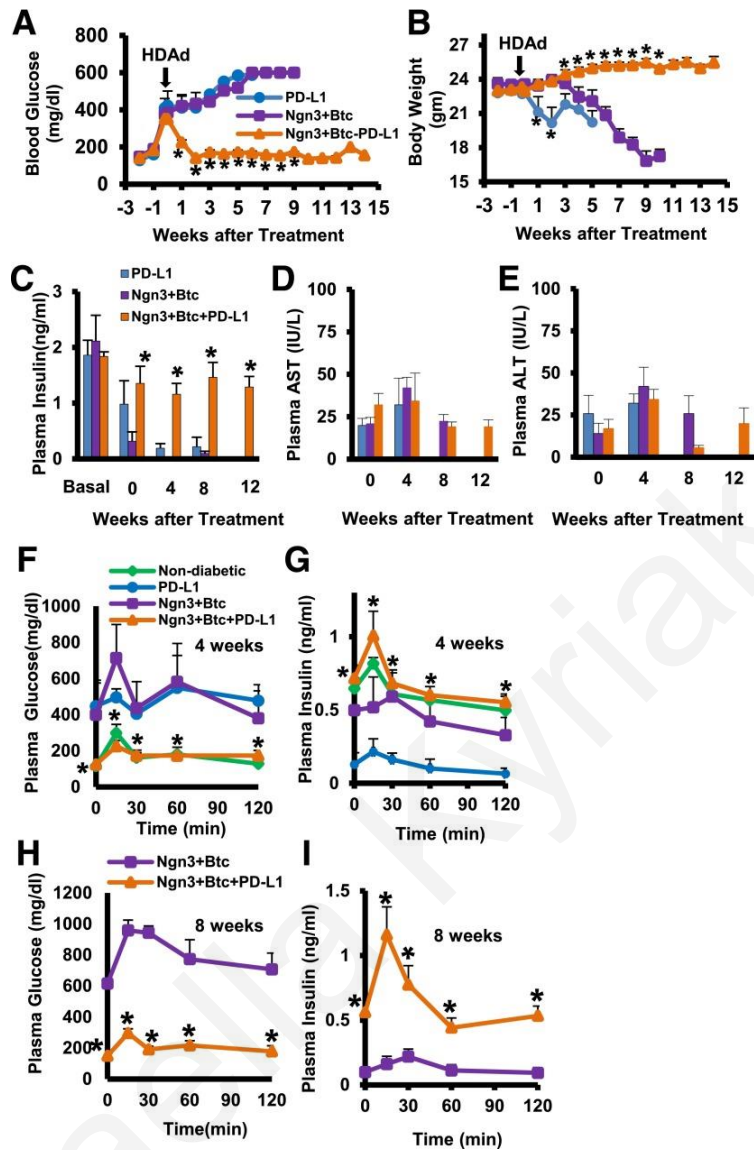 A
HDAd
Blood Glucose
(mg/dl)
800
600
400
200
0
PD-L1
Ngn3+Btc
Ngn3+Btc-PD-L1
* * * * * * * * *
-3 -1 1 3 5 7 9 11 13 15
Weeks after Treatment
B
HDAd
Body Weight
(gm)
27
24
21
18
15
* * * * * * * *
* *
-3 -1 1 3 5 7 9 11 13 15
Weeks after Treatment
C
PD-L1
Ngn3+Btc
Ngn3+Btc+PD-L1
Plasma Insulin(ng/ml)
3
2
1
0
* * * *
Basal 0 4 8 12
Weeks after Treatment
D
Plasma AST (IU/L)
100
75
50
25
0
0 4 8 12
Weeks after Treatment
E
Plasma ALT (IU/L)
100
75
50
25
0
0 4 8 12
Weeks after Treatment
F
Non-diabetic
PD-L1
Ngn3+Btc
Ngn3+Btc+PD-L1
4 weeks
Plasma Glucose(mg/dl)
1000
800
600
400
200
0
* * * * *
0 30 60 90 120
Time (min)
G
4 weeks
Plasma Insulin (ng/ml)
1
0.5
0
* * * * *
0 30 60 90 120
Time (min)
H
Ngn3+Btc
Ngn3+Btc+PD-L1
8 weeks
Plasma Glucose (mg/dl)
1200
1000
800
600
400
200
0
* * * * *
0 30 60 90 120
Time(min)
I
8 weeks
Plasma Insulin (ng/ml)
1.5
1
0.5
0
* * * * *
0 30 60 90 120
Time (min)
aella Kyriak